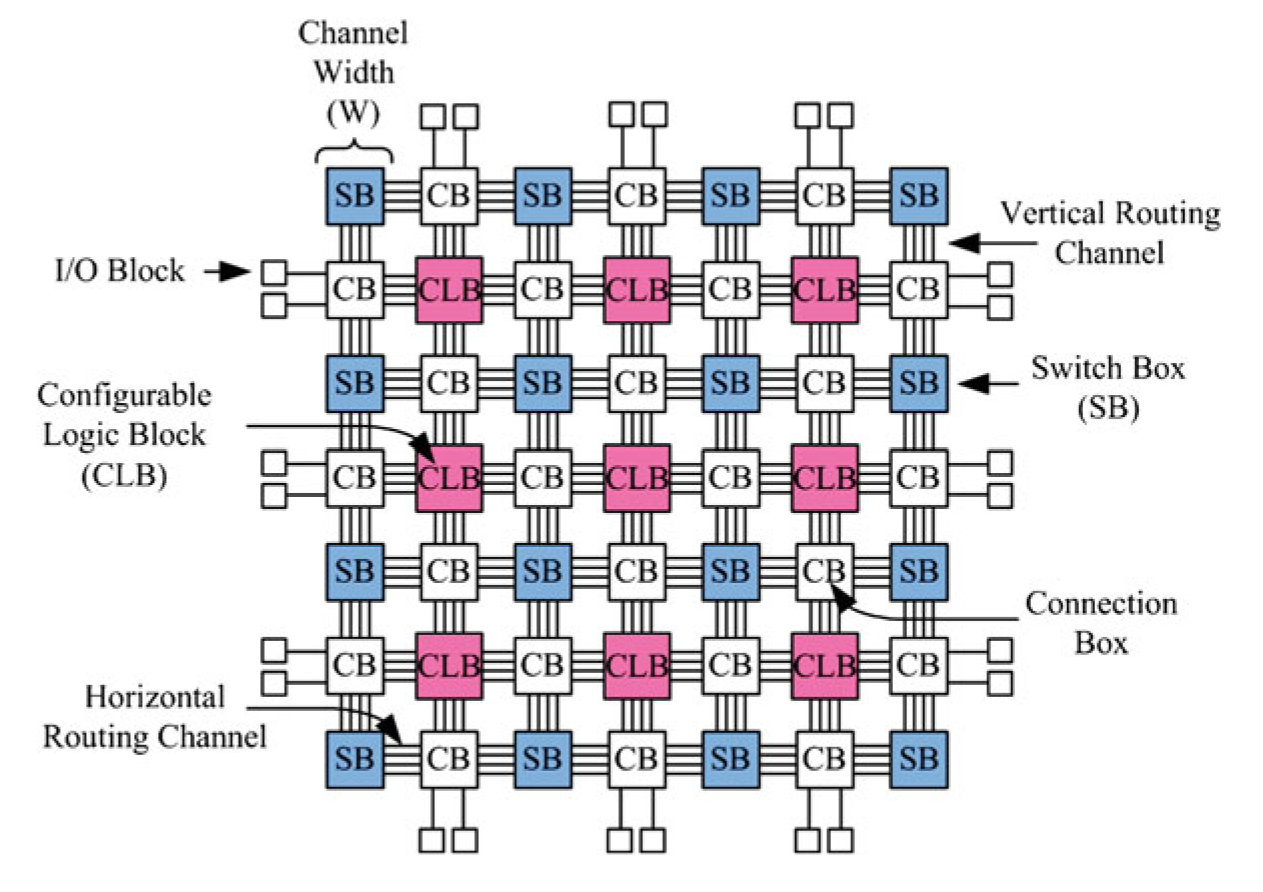 Channel
Width
(W)
SB CB SB CB SB CB SB
Vertical Routing
Channel
I/O Block
CB CLB CB CLB CB CLB CB
SB CB SB CB SB CB SB
Switch Box
(SB)
Configurable
Logic Block
(CLB)
CB CLB CB CLB CB CLB CB
SB CB SB CB SB CB SB
Connection
Box
CB CLB CB CLB CB CLB CB
Horizontal
Routing Channel
SB CB SB CB SB CB SB